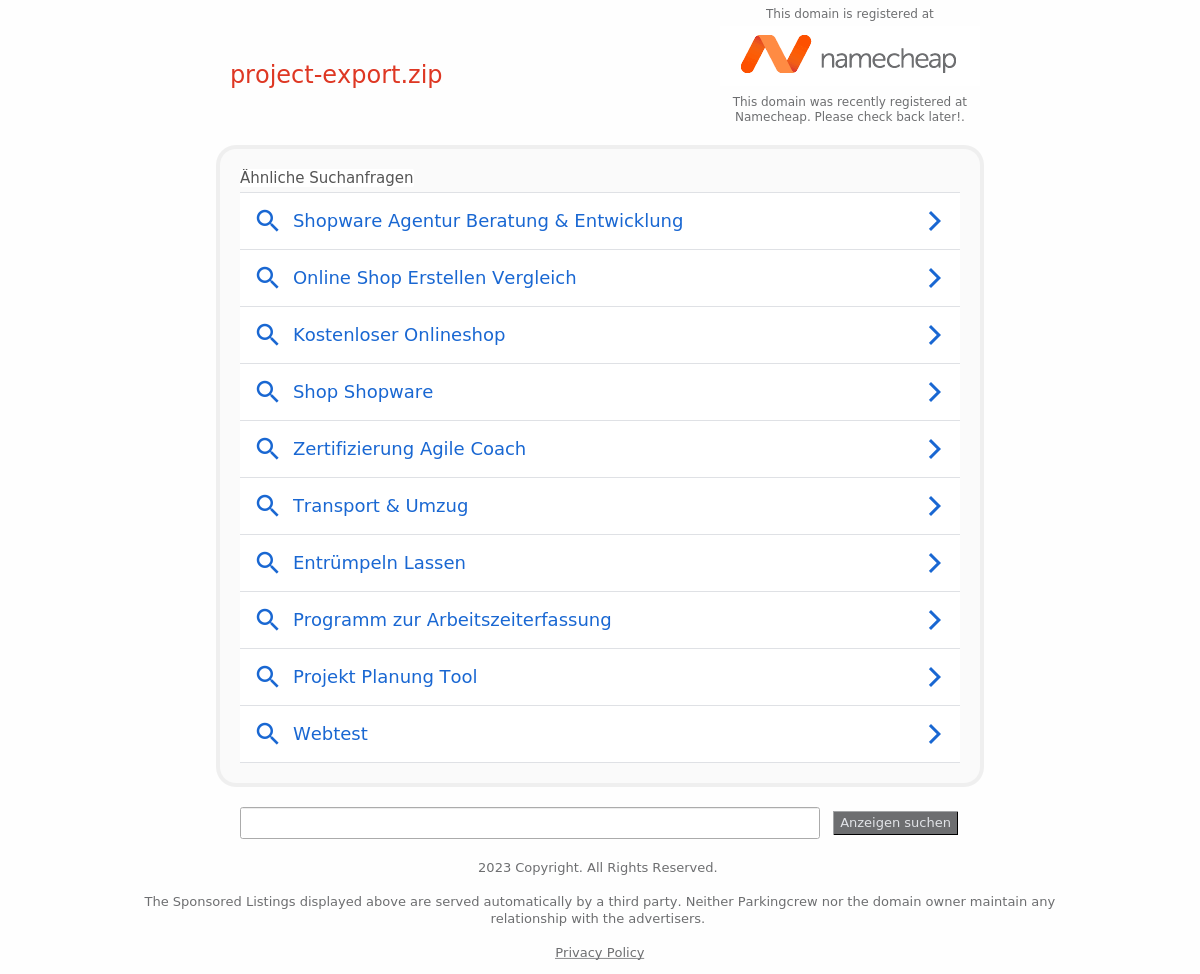 This domain is registered at
namecheap
project-export.zip
This domain was recently registered at
Namecheap. Please check back later!.
Ähnliche Suchanfragen
Shopware Agentur Beratung & Entwicklung
Online Shop Erstellen Vergleich
Kostenloser Onlineshop
Shop Shopware
Zertifizierung Agile Coach
Transport & Umzug
Entrümpeln Lassen
Programm zur Arbeitszeiterfassung
Projekt Planung Tool
Webtest
Anzeigen suchen
2023 Copyright. All Rights Reserved.
The Sponsored Listings displayed above are served automatically by a third party. Neither Parkingcrew nor the domain owner maintain any
relationship with the advertisers.
Privacy Policy